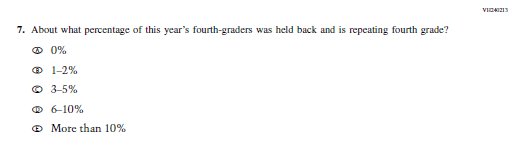 VH240213
7. About what percentage of this year's fourth-graders was held back and is repeating fourth grade?
Ⓐ 0%
Ⓑ 1–2%
Ⓒ 3–5%
Ⓓ 6–10%
Ⓔ More than 10%